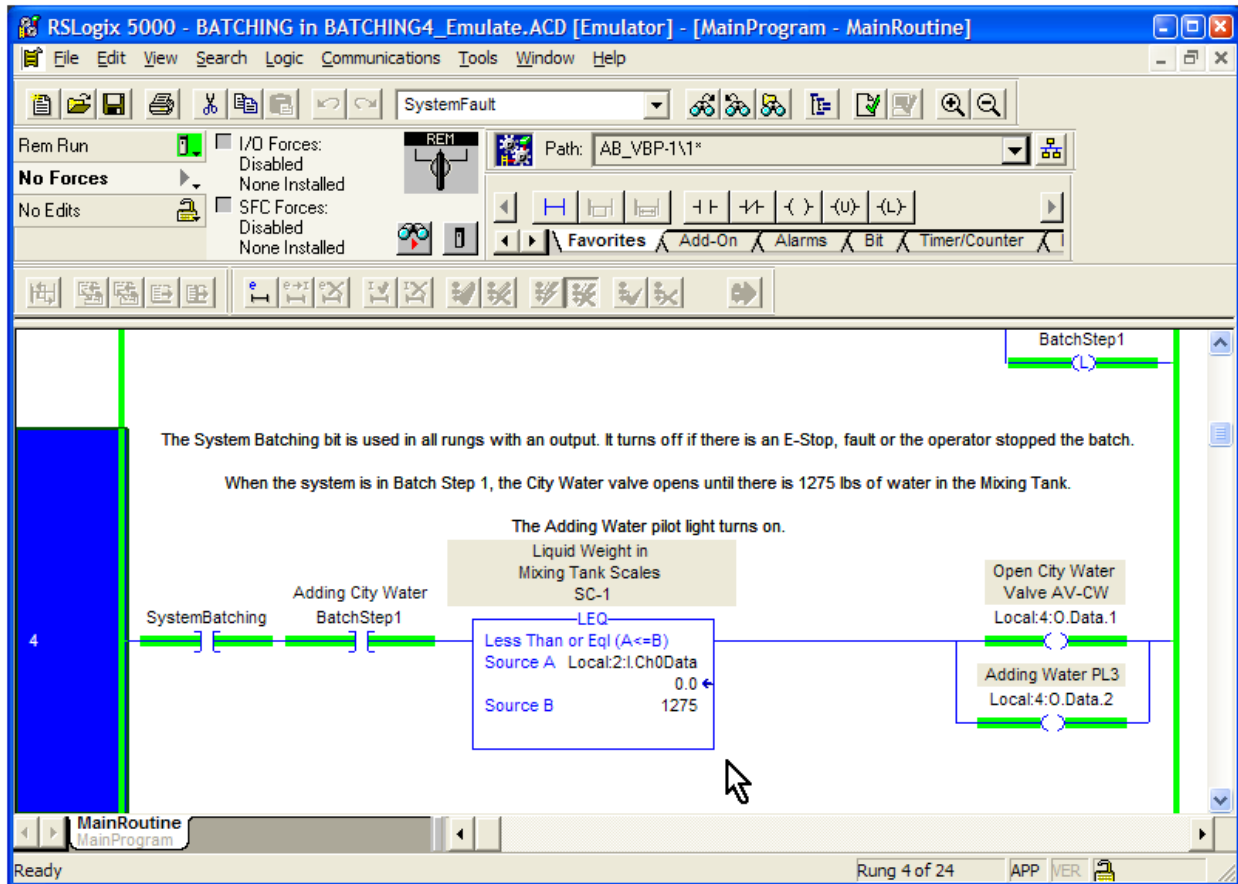 RSLogix 5000 - BATCHING in BATCHING4_Emulate.ACD [Emulator] - [MainProgram - MainRoutine]
File Edit View Search Logic Communications Tools Window Help
SystemFault
Rem Run
No Forces
No Edits
I/O Forces:
Disabled
None Installed
SFC Forces:
Disabled
None Installed
REM
Path: AB_VBP-1\1*
Favorites Add-On Alarms Bit Timer/Counter
BatchStep1
(L)
The System Batching bit is used in all rungs with an output. It turns off if there is an E-Stop, fault or the operator stopped the batch.
When the system is in Batch Step 1, the City Water valve opens until there is 1275 lbs of water in the Mixing Tank.
The Adding Water pilot light turns on.
4
SystemBatching
Adding City Water
BatchStep1
Liquid Weight in
Mixing Tank Scales
SC-1
LEQ
Less Than or Eql (A<=B)
Source A Local:2:I.Ch0Data
0.0
Source B 1275
Open City Water
Valve AV-CW
Local:4:O.Data.1
Adding Water PL3
Local:4:O.Data.2
MainRoutine
MainProgram
Ready
Rung 4 of 24 APP VER